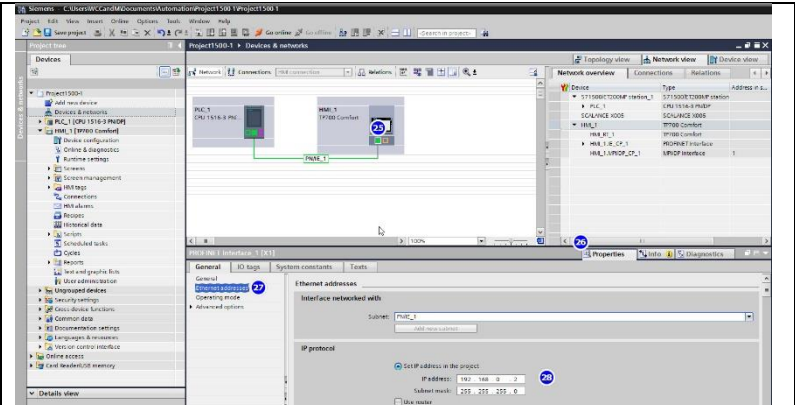 Siemens - C:\Users\WCCandM\Documents\Automation\Project1500-1\Project1500-1
Project Edit View Insert Online Options Tools Window Help
Save project Go online Go offline <Search in project>
Project tree
Project1500-1 ▸ Devices & networks
Devices
Topology view Network view Device view
Network Connections HMI connection Relations
Network overview Connections Relations
Project1500-1
Add new device
Devices & networks
PLC_1 [CPU 1516-3 PN/DP]
HMI_1 [TP700 Comfort]
Device configuration
Online & diagnostics
Runtime settings
Screens
Screen management
HMI tags
Connections
HMI alarms
Recipes
Historical data
Scripts
Scheduled tasks
Cycles
Reports
Text and graphic lists
User administration
Ungrouped devices
Security settings
Cross-device functions
Common data
Documentation settings
Languages & resources
Version control interface
Online access
Card Reader/USB memory
Details view
Devices & networks
PLC_1
CPU 1516-3 PN/...
HMI_1
TP700 Comfort
25
PN/IE_1
100%
Device Type Address in s...
S71500/ET200MP station_1 S71500/ET200MP station
PLC_1 CPU 1516-3 PN/DP
SCALANCE X005 SCALANCE X005
HMI_1 TP700 Comfort
HMI_RT_1 TP700 Comfort
HMI_1.IE_CP_1 PROFINET interface
HMI_1.MPI/DP_CP_1 MPI/DP interface 1
26
PROFINET Interface_1 [X1]
Properties Info Diagnostics
General IO tags System constants Texts
General
Ethernet addresses 27
Operating mode
Advanced options
Ethernet addresses
Interface networked with
Subnet: PN/IE_1
Add new subnet
IP protocol
Set IP address in the project
IP address: 192 . 168 . 0 . 2 28
Subnet mask: 255 . 255 . 255 . 0
Use router